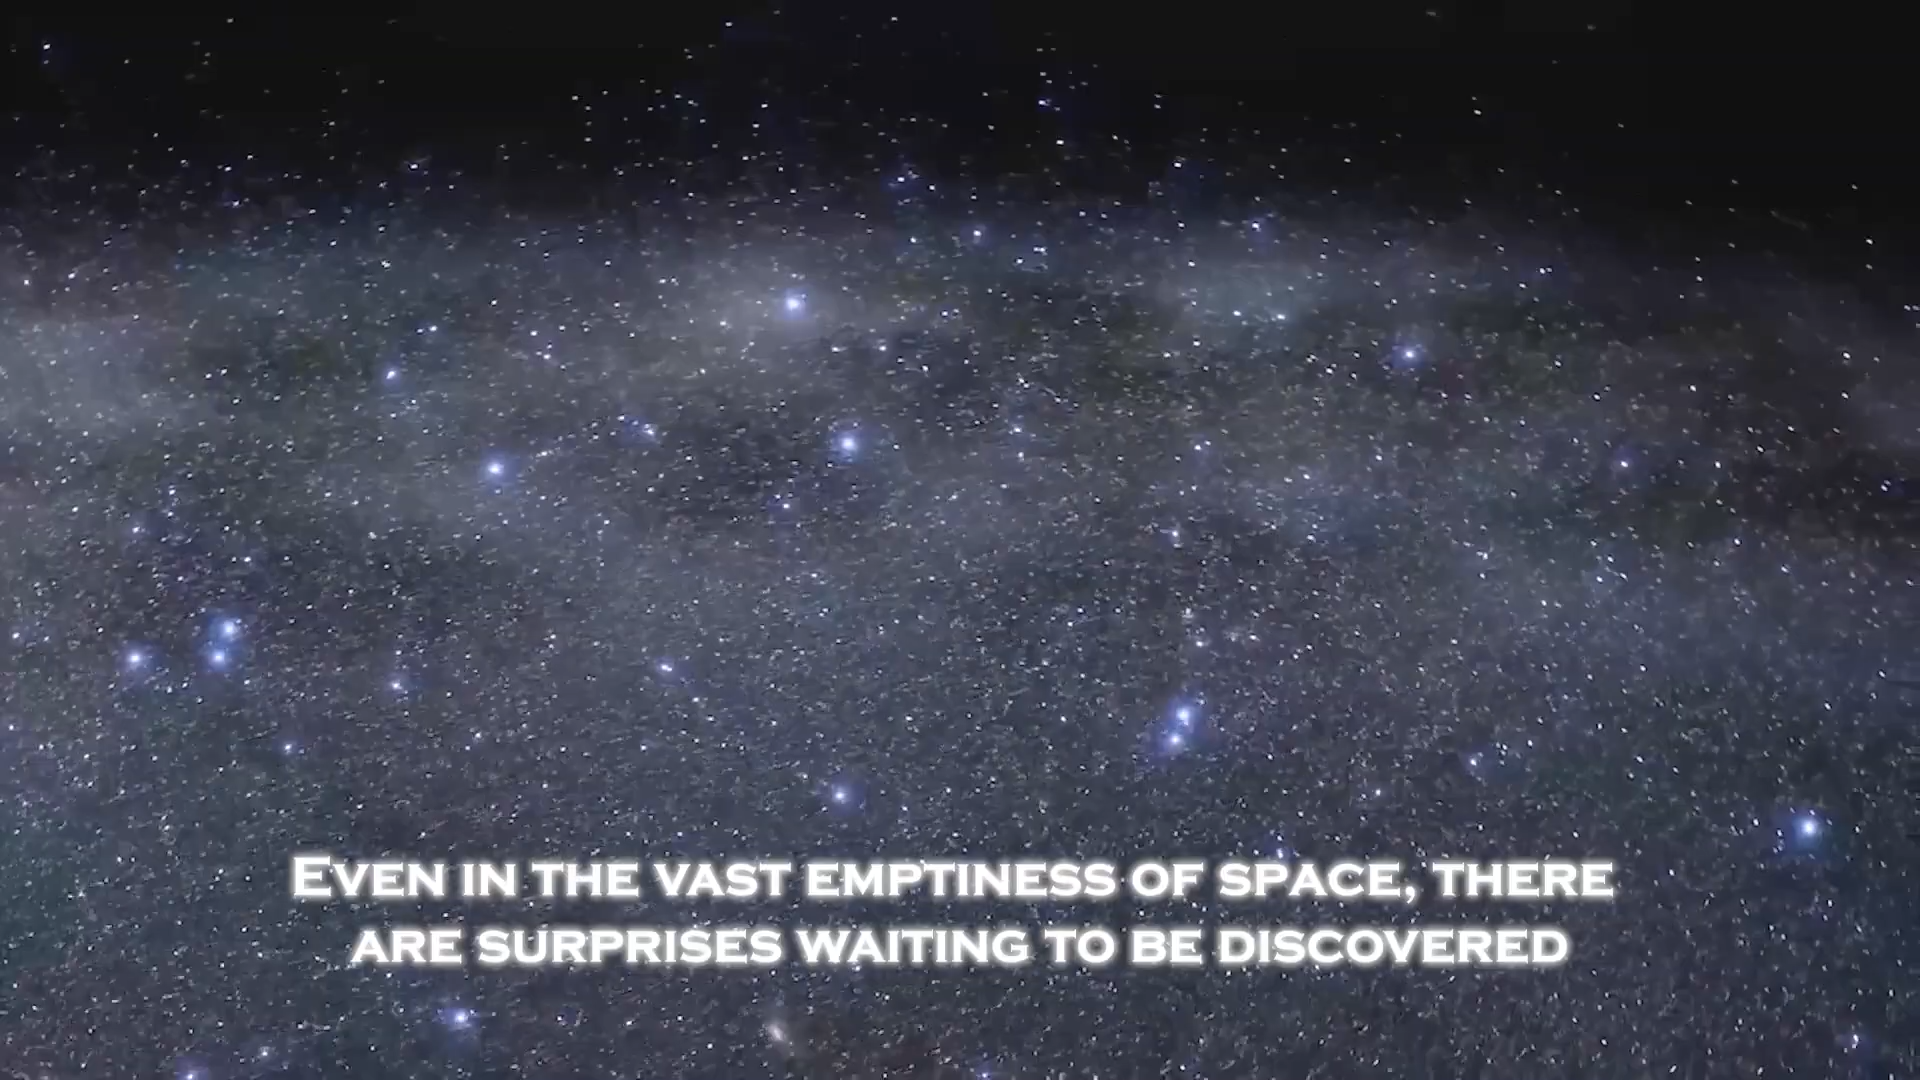 Even in the vast emptiness of space, there
are surprises waiting to be discovered